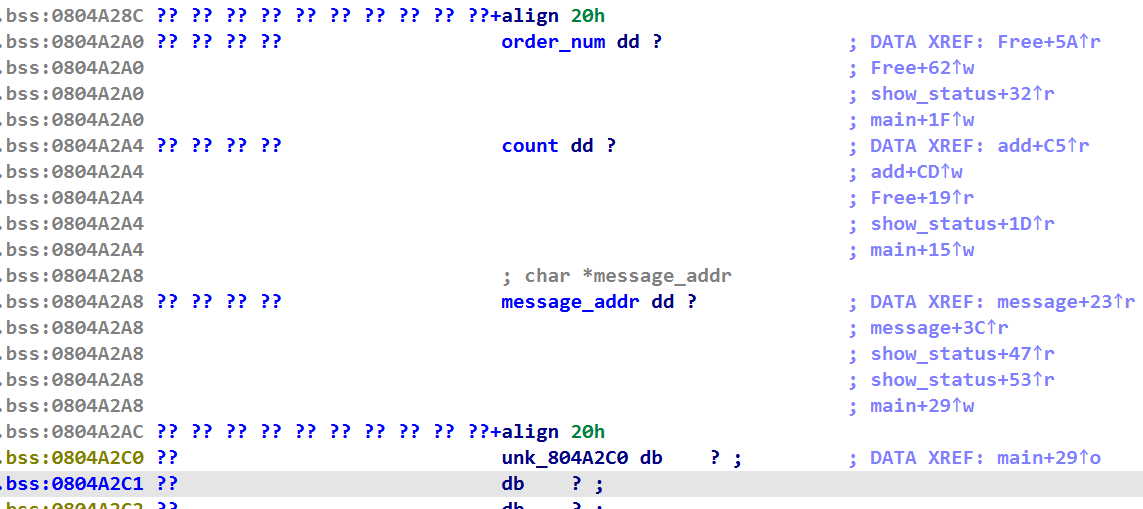 .bss:0804A28C ?? ?? ?? ?? ?? ?? ?? ?? ?? ??+align 20h
.bss:0804A2A0 ?? ?? ?? ?? order_num dd ? ; DATA XREF: Free+5A↑r
.bss:0804A2A0 ; Free+62↑w
.bss:0804A2A0 ; show_status+32↑r
.bss:0804A2A0 ; main+1F↑w
.bss:0804A2A4 ?? ?? ?? ?? count dd ? ; DATA XREF: add+C5↑r
.bss:0804A2A4 ; add+CD↑w
.bss:0804A2A4 ; Free+19↑r
.bss:0804A2A4 ; show_status+1D↑r
.bss:0804A2A4 ; main+15↑w
.bss:0804A2A8 ; char *message_addr
.bss:0804A2A8 ?? ?? ?? ?? message_addr dd ? ; DATA XREF: message+23↑r
.bss:0804A2A8 ; message+3C↑r
.bss:0804A2A8 ; show_status+47↑r
.bss:0804A2A8 ; show_status+53↑r
.bss:0804A2A8 ; main+29↑w
.bss:0804A2AC ?? ?? ?? ?? ?? ?? ?? ?? ?? ??+align 20h
.bss:0804A2C0 ?? unk_804A2C0 db ? ; ; DATA XREF: main+29↑o
.bss:0804A2C1 ?? db ? ;
.bss:0804A2C2 ?? db ? ;